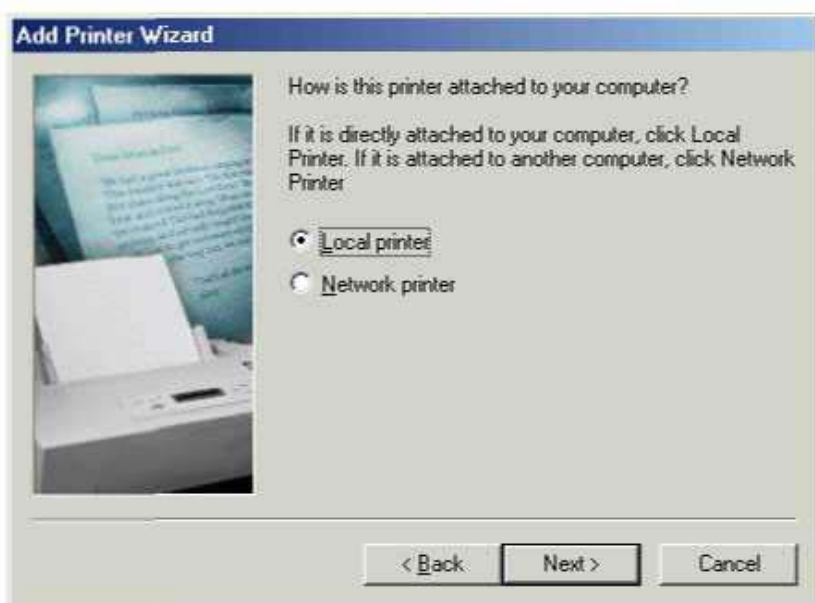 Add Printer Wizard
How is this printer attached to your computer?
If it is directly attached to your computer, click Local
Printer. If it is attached to another computer, click Network
Printer
Local printer
Network printer
< Back
Next >
Cancel